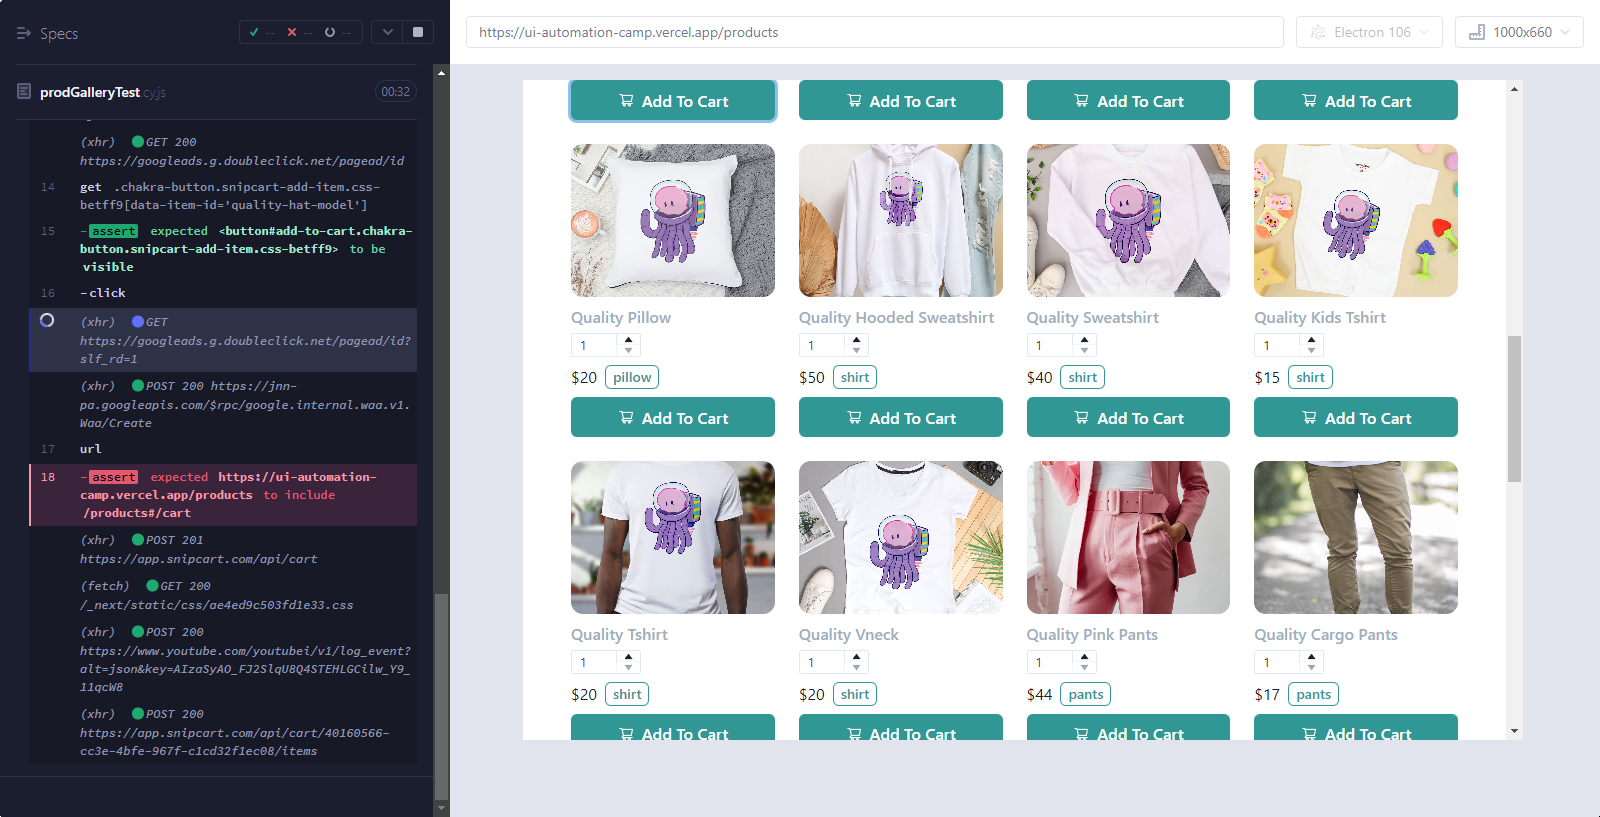 Specs
-- -- --
https://ui-automation-camp.vercel.app/products
Electron 106
1000x660
prodGalleryTest.cy.js
00:32
(xhr) GET 200
https://googleads.g.doubleclick.net/pagead/id
14 get .chakra-button.snipcart-add-item.css-
betff9[data-item-id='quality-hat-model']
15 -assert expected <button#add-to-cart.chakra-
button.snipcart-add-item.css-betff9> to be
visible
16 -click
(xhr) GET
https://googleads.g.doubleclick.net/pagead/id?
slf_rd=1
(xhr) POST 200 https://jnn-
pa.googleapis.com/$rpc/google.internal.waa.v1.
Waa/Create
17 url
18 -assert expected https://ui-automation-
camp.vercel.app/products to include
/products#/cart
(xhr) POST 201
https://app.snipcart.com/api/cart
(fetch) GET 200
/_next/static/css/ae4ed9c503fd1e33.css
(xhr) POST 200
https://www.youtube.com/youtubei/v1/log_event?
alt=json&key=AIzaSyAO_FJ2SlqU8Q4STEHLGCilw_Y9_
11qcW8
(xhr) POST 200
https://app.snipcart.com/api/cart/40160566-
cc3e-4bfe-967f-c1cd32f1ec08/items
Add To Cart Add To Cart Add To Cart Add To Cart
Quality Pillow Quality Hooded Sweatshirt Quality Sweatshirt Quality Kids Tshirt
1 1 1 1
$20 pillow $50 shirt $40 shirt $15 shirt
Add To Cart Add To Cart Add To Cart Add To Cart
Quality Tshirt Quality Vneck Quality Pink Pants Quality Cargo Pants
1 1 1 1
$20 shirt $20 shirt $44 pants $17 pants
Add To Cart Add To Cart Add To Cart Add To Cart